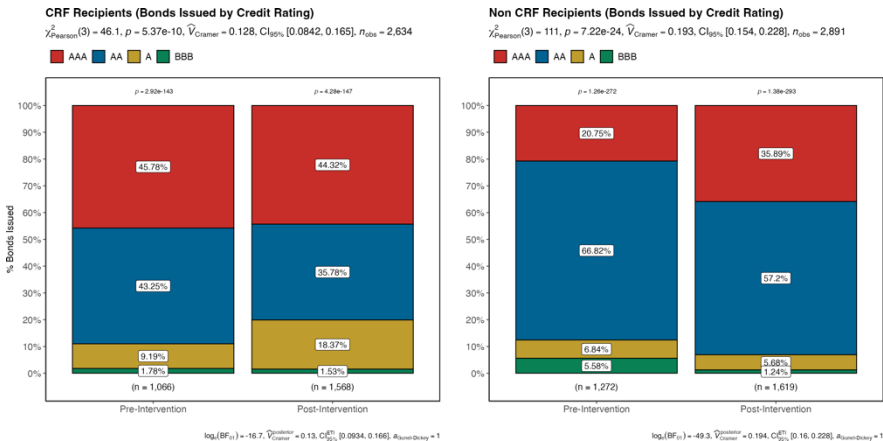 CRF Recipients (Bonds Issued by Credit Rating)
χ²Pearson(3) = 46.1, p = 5.37e-10, V̂Cramer = 0.128, CI95% [0.0842, 0.165], nobs = 2,634
AAA AA A BBB
p = 2.92e-143 p = 4.28e-147
100%
90%
80%
70%
60%
50%
40%
30%
20%
10%
0%
% Bonds Issued
45.78%
43.25%
9.19%
1.78%
44.32%
35.78%
18.37%
1.53%
(n = 1,066) (n = 1,568)
Pre-Intervention Post-Intervention
loge(BF01) = -16.7, V̂posterior Cramer = 0.13, CIETI 95% [0.0934, 0.166], aGunel-Dickey = 1
Non CRF Recipients (Bonds Issued by Credit Rating)
χ²Pearson(3) = 111, p = 7.22e-24, V̂Cramer = 0.193, CI95% [0.154, 0.228], nobs = 2,891
AAA AA A BBB
p = 1.26e-272 p = 1.38e-293
100%
90%
80%
70%
60%
50%
40%
30%
20%
10%
0%
20.75%
66.82%
6.84%
5.58%
35.89%
57.2%
5.68%
1.24%
(n = 1,272) (n = 1,619)
Pre-Intervention Post-Intervention
loge(BF01) = -49.3, V̂posterior Cramer = 0.194, CIETI 95% [0.16, 0.228], aGunel-Dickey = 1